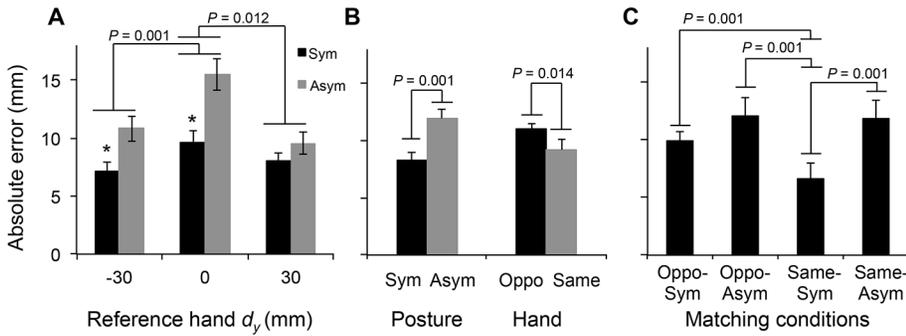 A
P = 0.012
P = 0.001
Sym
Asym
*
*
Absolute error (mm)
15
10
5
0
-30
0
30
Reference hand dy (mm)
B
P = 0.001
P = 0.014
Sym Asym
Oppo Same
Posture
Hand
C
P = 0.001
P = 0.001
P = 0.001
Oppo-
Sym
Oppo-
Asym
Same-
Sym
Same-
Asym
Matching conditions